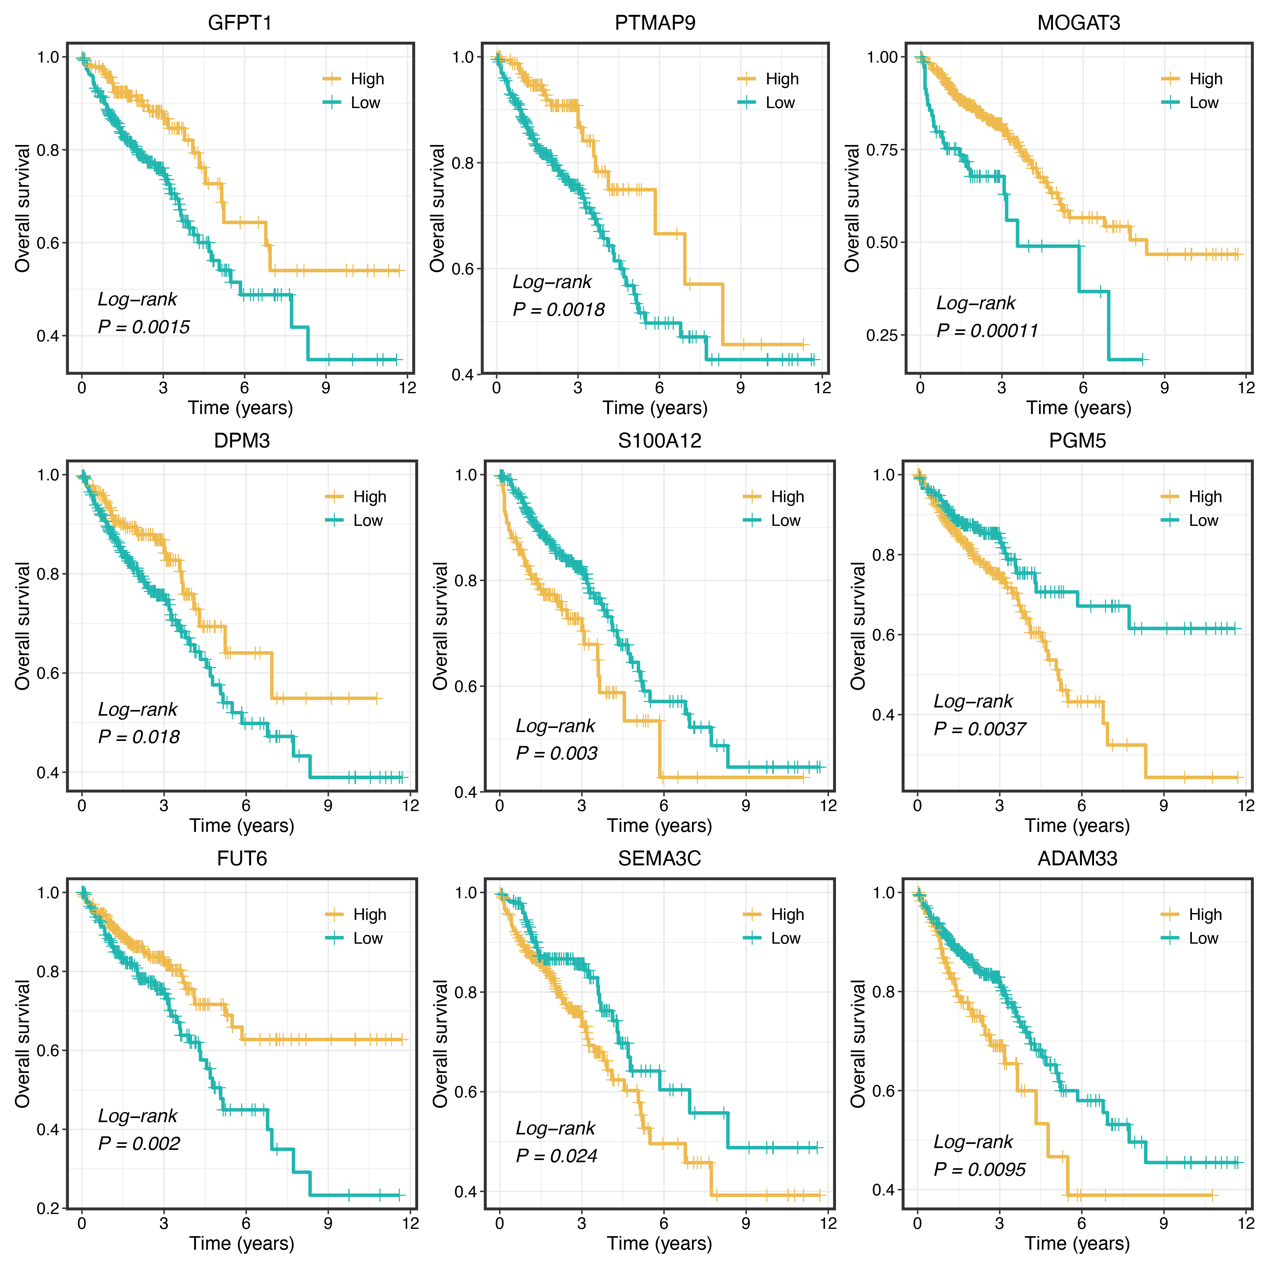 GFPT1
Overall survival
1.0
0.8
0.6
0.4
High
Low
Log-rank
P = 0.0015
0 3 6 9 12
Time (years)
PTMAP9
Overall survival
1.0
0.8
0.6
0.4
High
Low
Log-rank
P = 0.0018
0 3 6 9 12
Time (years)
MOGAT3
Overall survival
1.00
0.75
0.50
0.25
High
Low
Log-rank
P = 0.00011
0 3 6 9 12
Time (years)
DPM3
Overall survival
1.0
0.8
0.6
0.4
High
Low
Log-rank
P = 0.018
0 3 6 9 12
Time (years)
S100A12
Overall survival
1.0
0.8
0.6
0.4
High
Low
Log-rank
P = 0.003
0 3 6 9 12
Time (years)
PGM5
Overall survival
1.0
0.8
0.6
0.4
High
Low
Log-rank
P = 0.0037
0 3 6 9 12
Time (years)
FUT6
Overall survival
1.0
0.8
0.6
0.4
0.2
High
Low
Log-rank
P = 0.002
0 3 6 9 12
Time (years)
SEMA3C
Overall survival
1.0
0.8
0.6
0.4
High
Low
Log-rank
P = 0.024
0 3 6 9 12
Time (years)
ADAM33
Overall survival
1.0
0.8
0.6
0.4
High
Low
Log-rank
P = 0.0095
0 3 6 9 12
Time (years)